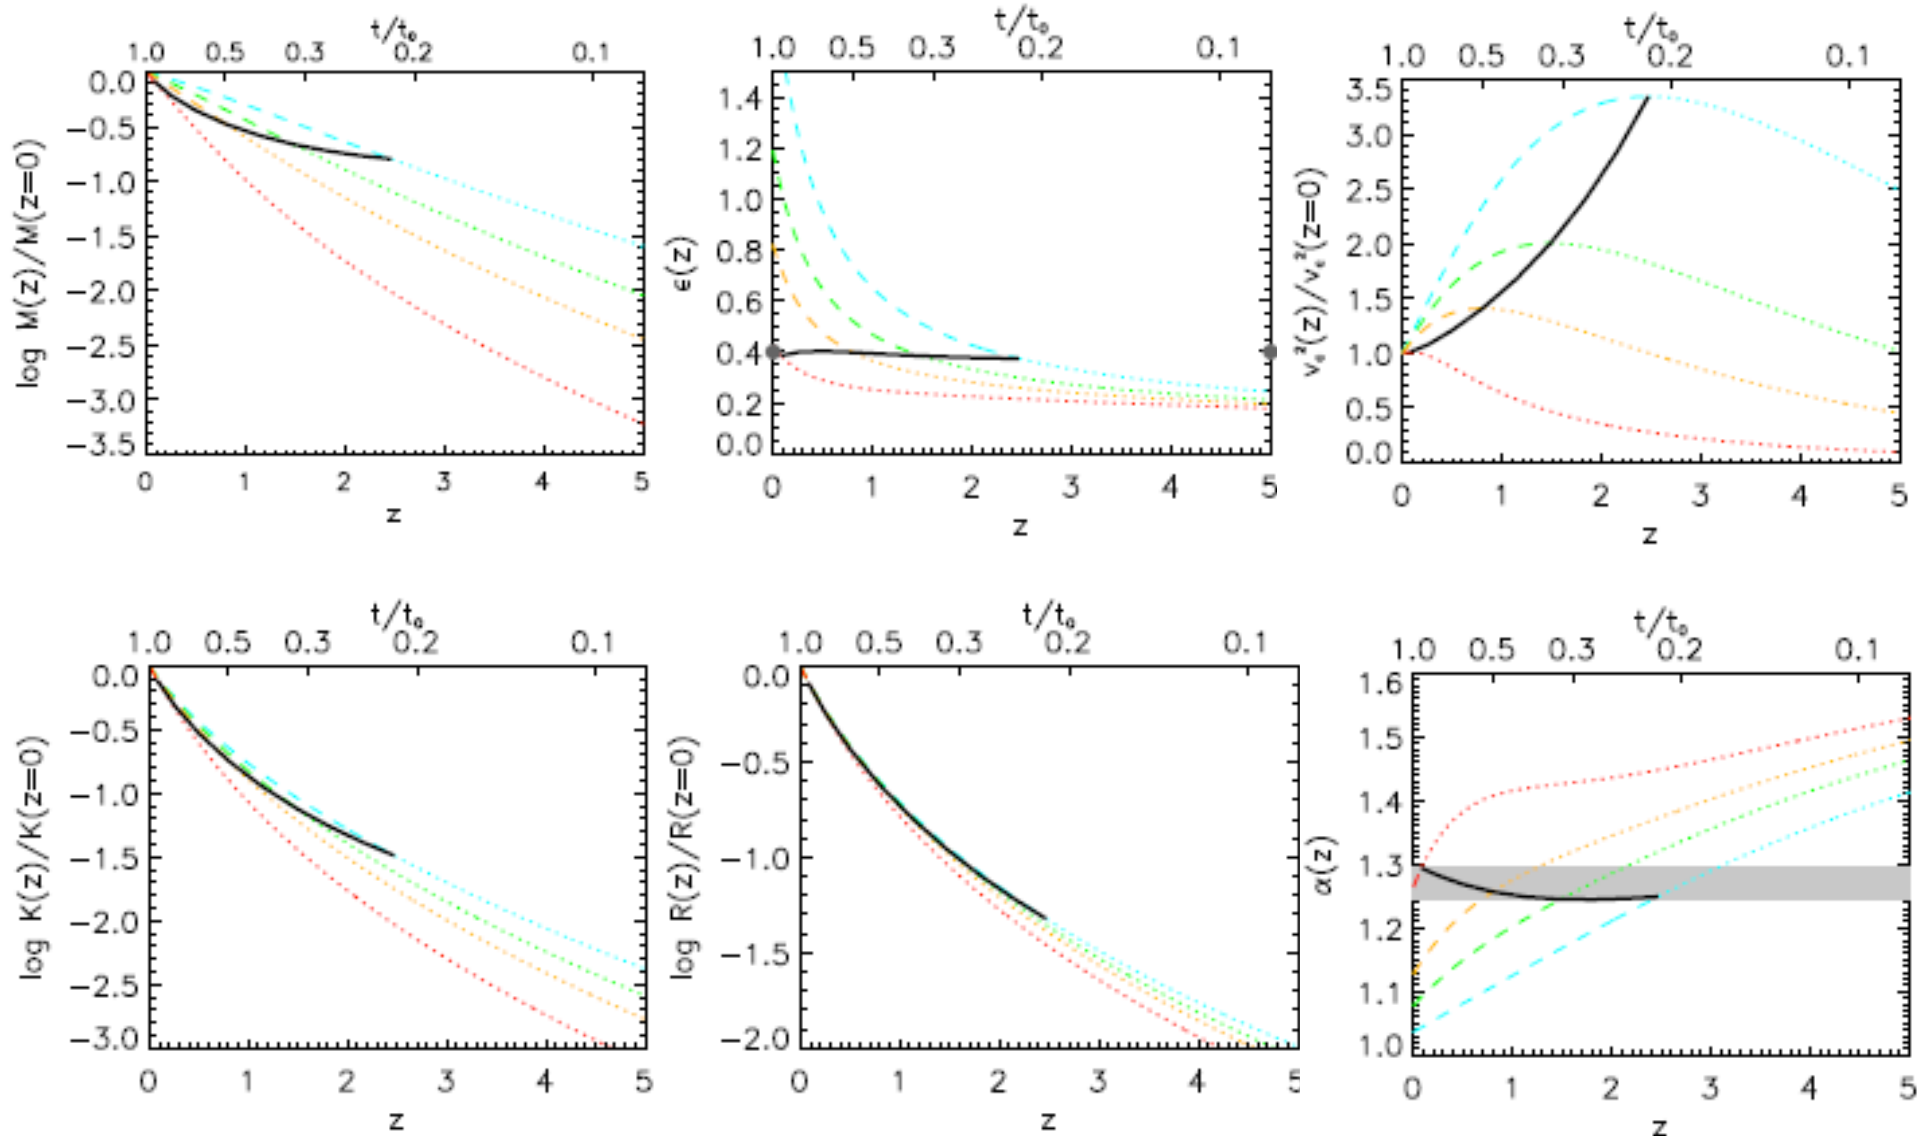 t/t₀
1.0 0.5 0.3 0.2 0.1
log M(z)/M(z=0)
0.0
−0.5
−1.0
−1.5
−2.0
−2.5
−3.0
−3.5
0 1 2 3 4 5
z
t/t₀
1.0 0.5 0.3 0.2 0.1
ϵ(z)
1.4
1.2
1.0
0.8
0.6
0.4
0.2
0.0
0 1 2 3 4 5
z
t/t₀
1.0 0.5 0.3 0.2 0.1
v꜀²(z)/v꜀²(z=0)
3.5
3.0
2.5
2.0
1.5
1.0
0.5
0.0
0 1 2 3 4 5
z
t/t₀
1.0 0.5 0.3 0.2 0.1
log K(z)/K(z=0)
0.0
−0.5
−1.0
−1.5
−2.0
−2.5
−3.0
0 1 2 3 4 5
z
t/t₀
1.0 0.5 0.3 0.2 0.1
log R(z)/R(z=0)
0.0
−0.5
−1.0
−1.5
−2.0
0 1 2 3 4 5
z
t/t₀
1.0 0.5 0.3 0.2 0.1
α(z)
1.6
1.5
1.4
1.3
1.2
1.1
1.0
0 1 2 3 4 5
z